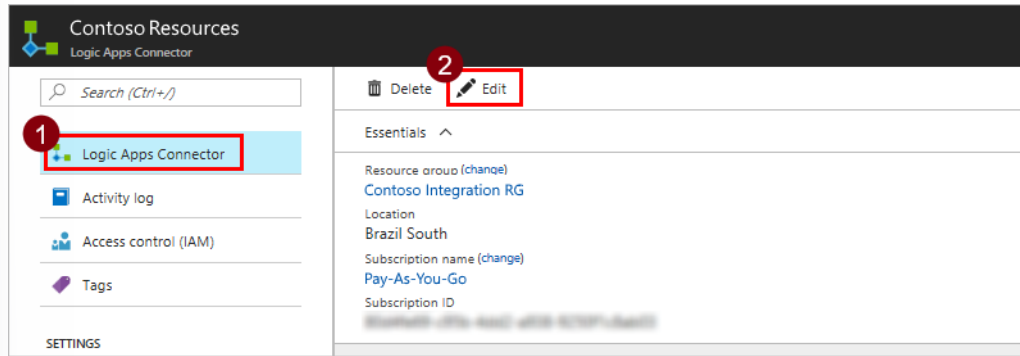 Contoso Resources
Logic Apps Connector
Search (Ctrl+/)
1
Logic Apps Connector
Activity log
Access control (IAM)
Tags
SETTINGS
2
Delete Edit
Essentials
Resource group (change)
Contoso Integration RG
Location
Brazil South
Subscription name (change)
Pay-As-You-Go
Subscription ID